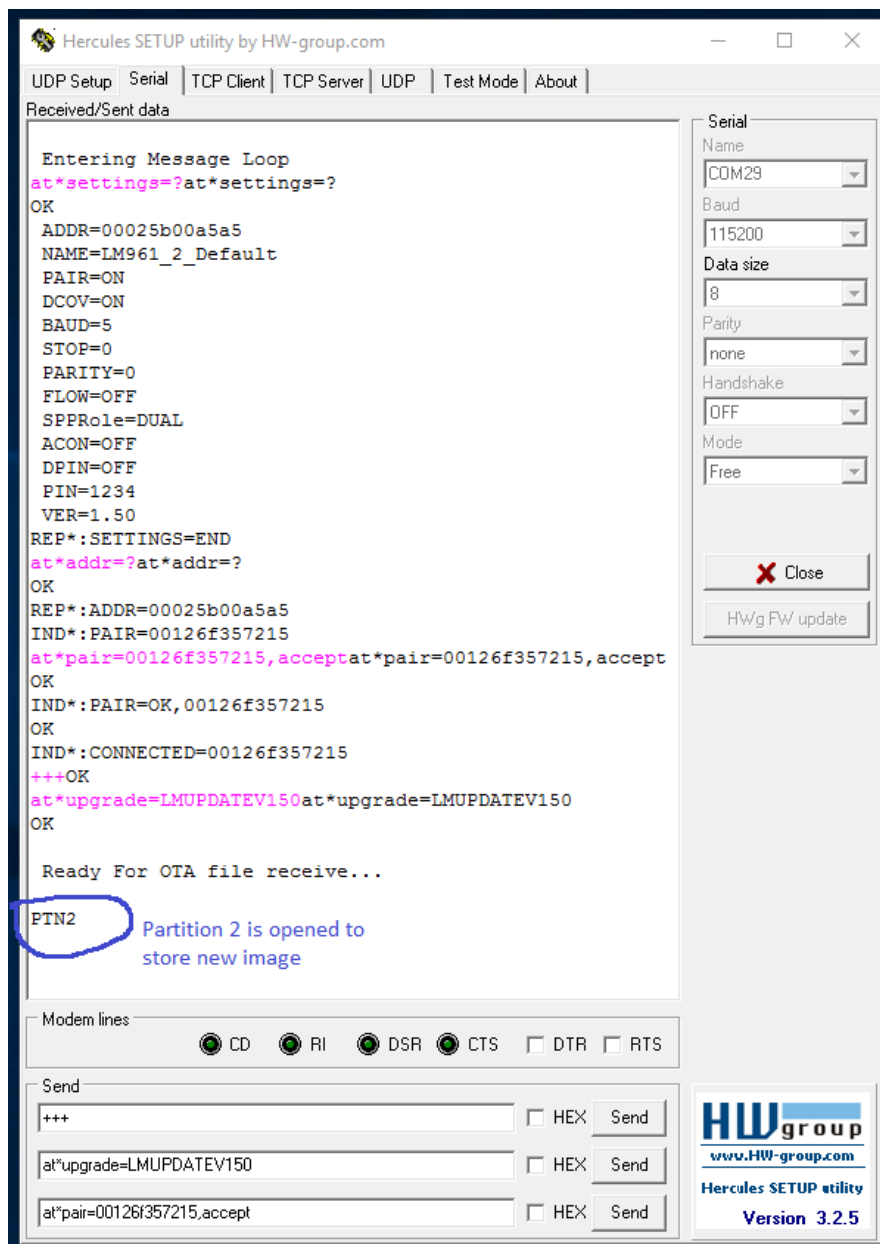 Hercules SETUP utility by HW-group.com
UDP Setup Serial TCP Client TCP Server UDP Test Mode About
Received/Sent data
Entering Message Loop
at*settings=?at*settings=?
OK
ADDR=00025b00a5a5
NAME=LM961_2_Default
PAIR=ON
DCOV=ON
BAUD=5
STOP=0
PARITY=0
FLOW=OFF
SPPRole=DUAL
ACON=OFF
DPIN=OFF
PIN=1234
VER=1.50
REP*:SETTINGS=END
at*addr=?at*addr=?
OK
REP*:ADDR=00025b00a5a5
IND*:PAIR=00126f357215
at*pair=00126f357215,acceptat*pair=00126f357215,accept
OK
IND*:PAIR=OK,00126f357215
OK
IND*:CONNECTED=00126f357215
+++OK
at*upgrade=LMUPDATEV150at*upgrade=LMUPDATEV150
OK
Ready For OTA file receive...
PTN2
Partition 2 is opened to
store new image
Serial
Name
COM29
Baud
115200
Data size
8
Parity
none
Handshake
OFF
Mode
Free
Close
HWg FW update
Modem lines
CD RI DSR CTS DTR RTS
Send
+++ HEX Send
at*upgrade=LMUPDATEV150 HEX Send
at*pair=00126f357215,accept HEX Send
HW group
www.HW-group.com
Hercules SETUP utility
Version 3.2.5